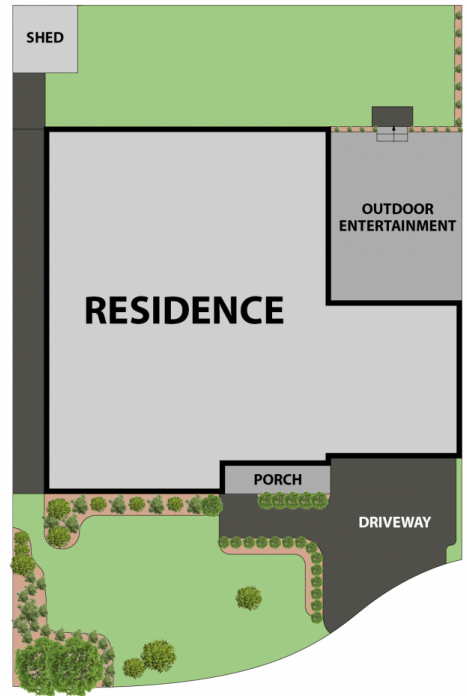 SHED
OUTDOOR
ENTERTAINMENT
RESIDENCE
PORCH
DRIVEWAY